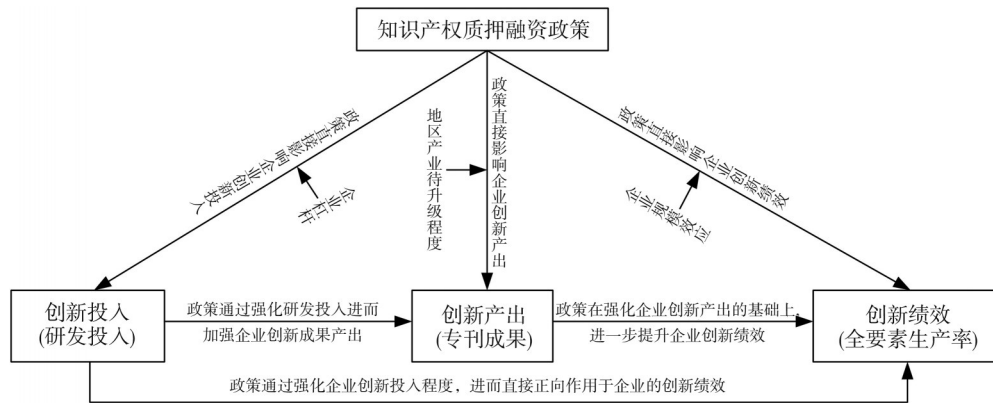 知识产权质押融资政策
政策直接影响企业创新投入
企业杠杆
地区产业待升级程度
政策直接影响企业创新产出
政策直接影响企业创新绩效
企业规模效应
创新投入
(研发投入)
政策通过强化研发投入进而
加强企业创新成果产出
创新产出
(专刊成果)
政策在强化企业创新产出的基础上,
进一步提升企业创新绩效
创新绩效
(全要素生产率)
政策通过强化企业创新投入程度，进而直接正向作用于企业的创新绩效